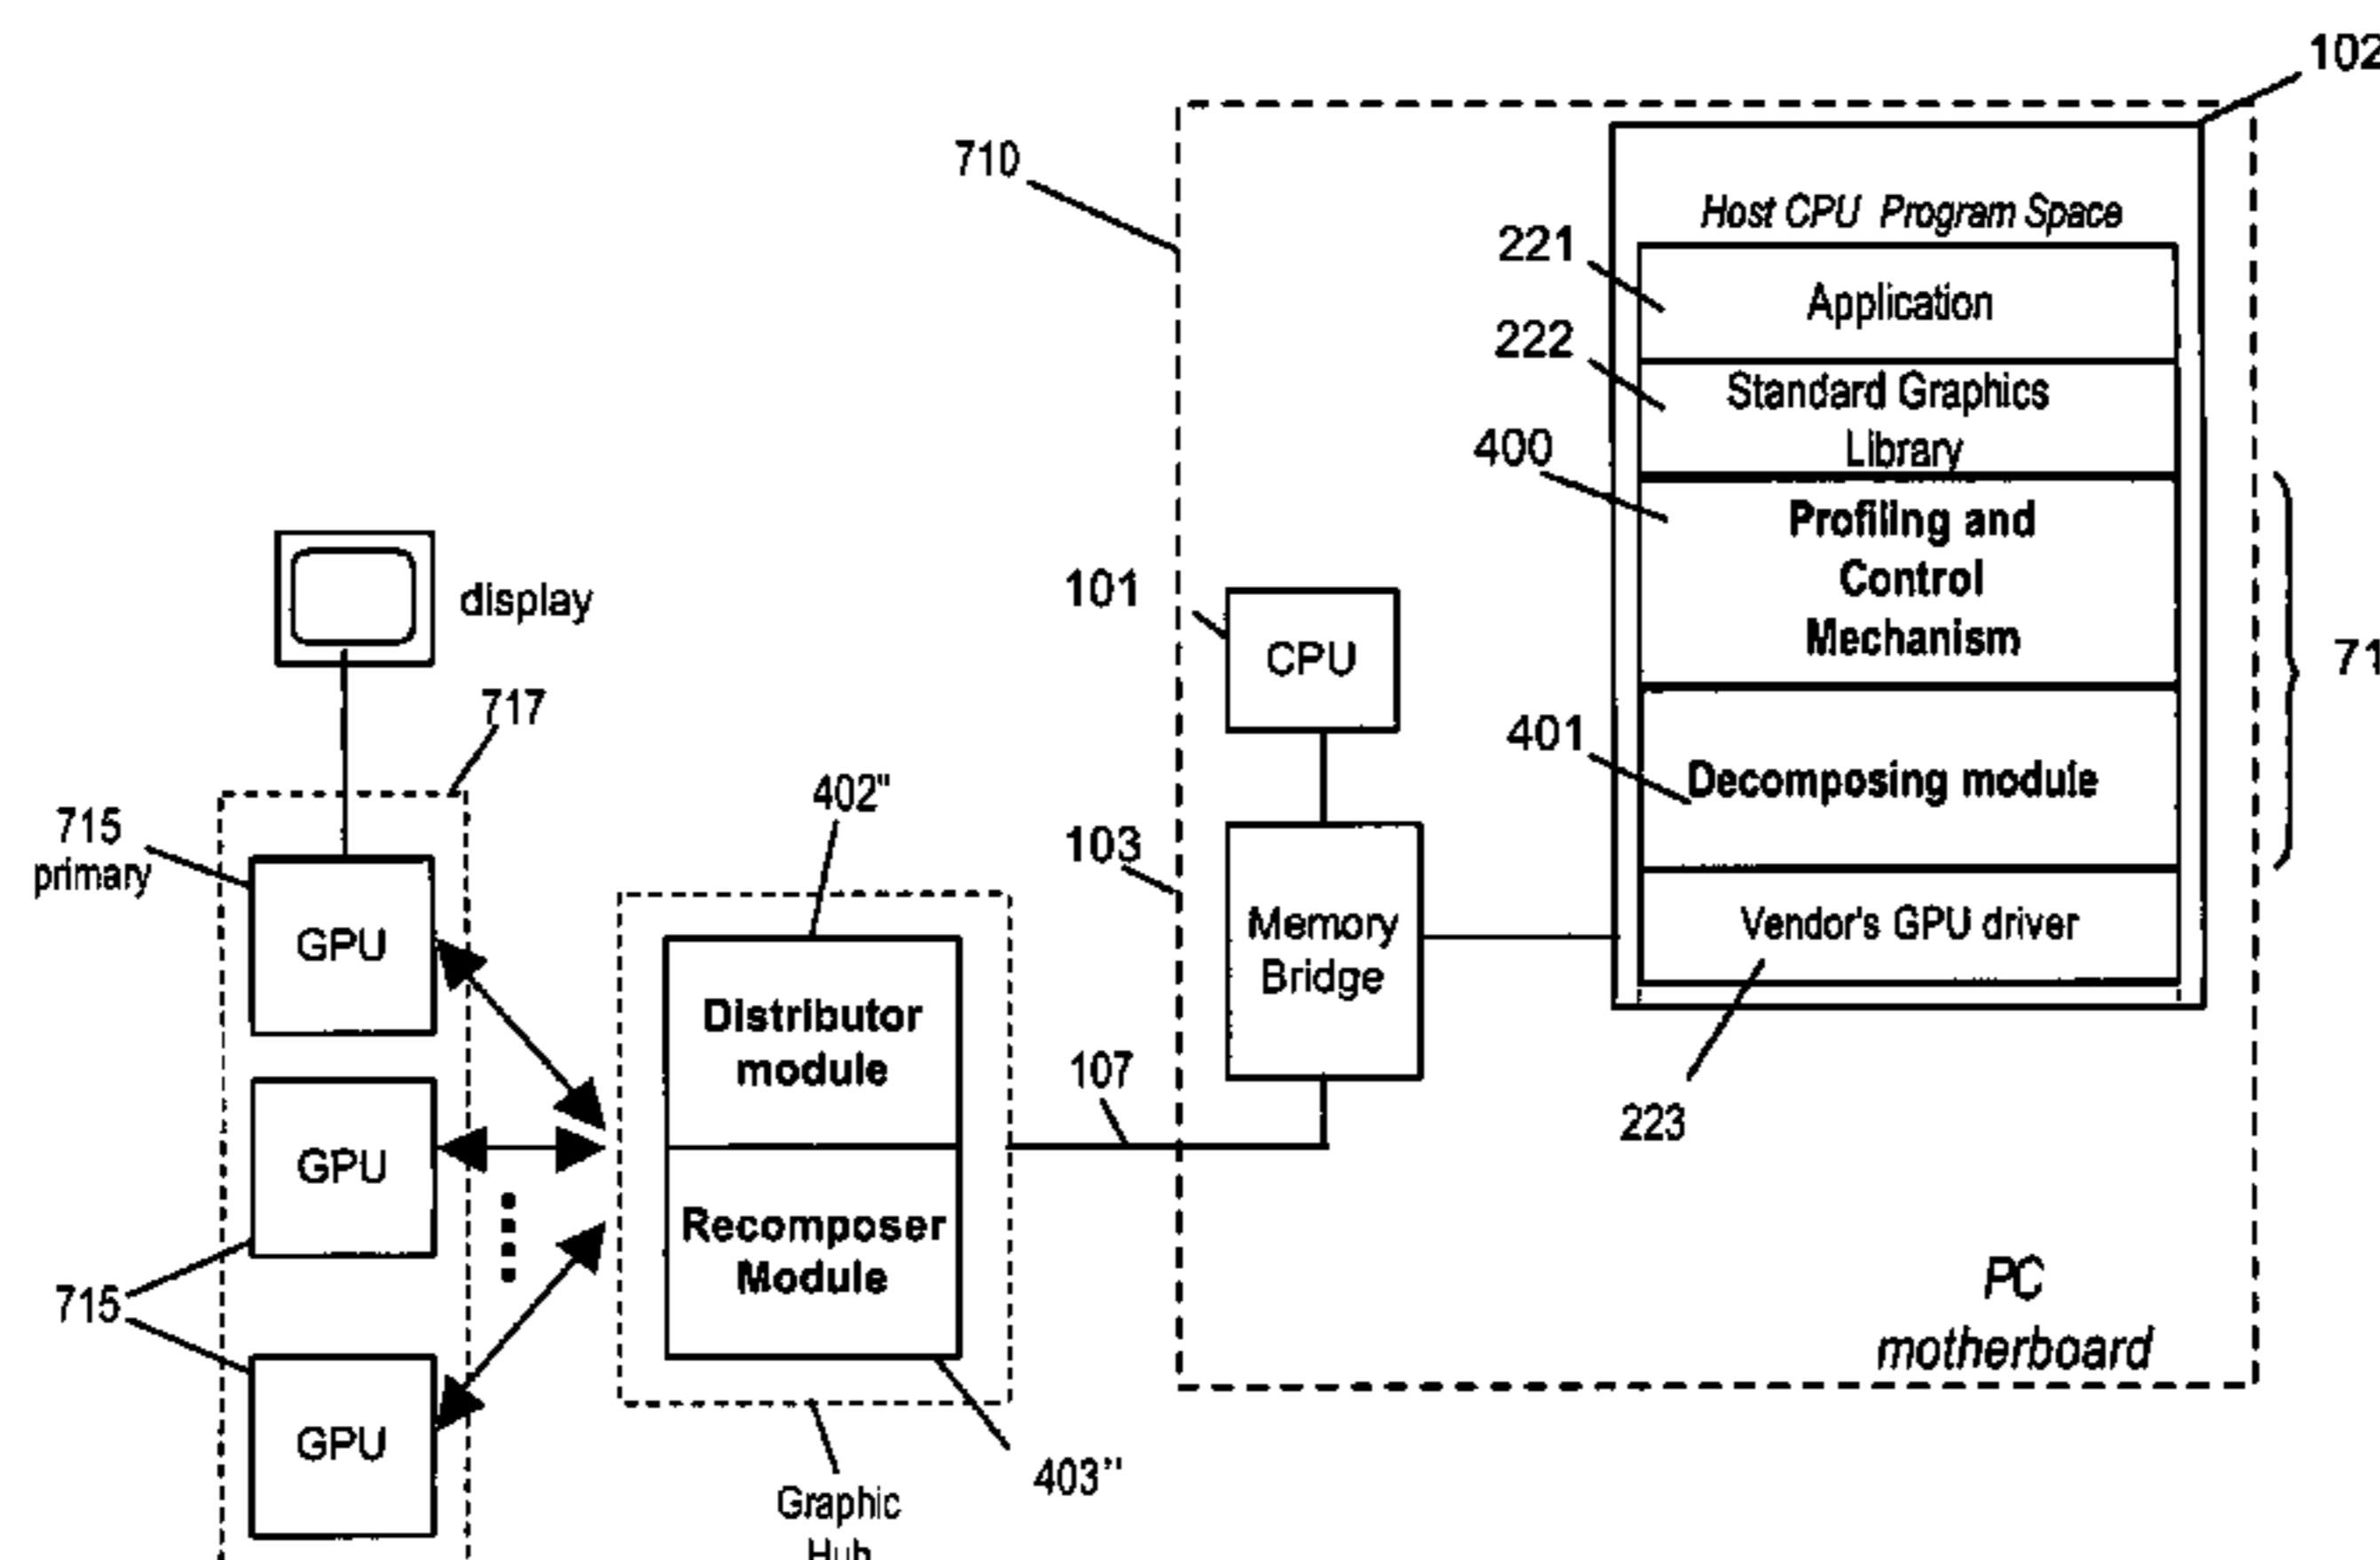 102
710
Host CPU Program Space
221
Application
222
Standard Graphics
Library
400
Profiling and
Control
Mechanism
71
display
101
CPU
717
401
Decomposing module
402"
715
primary
103
GPU
Memory
Bridge
Vendor's GPU driver
Distributor
module
107
223
GPU
Recomposer
Module
715
PC
motherboard
GPU
403"
Graphic
Hub